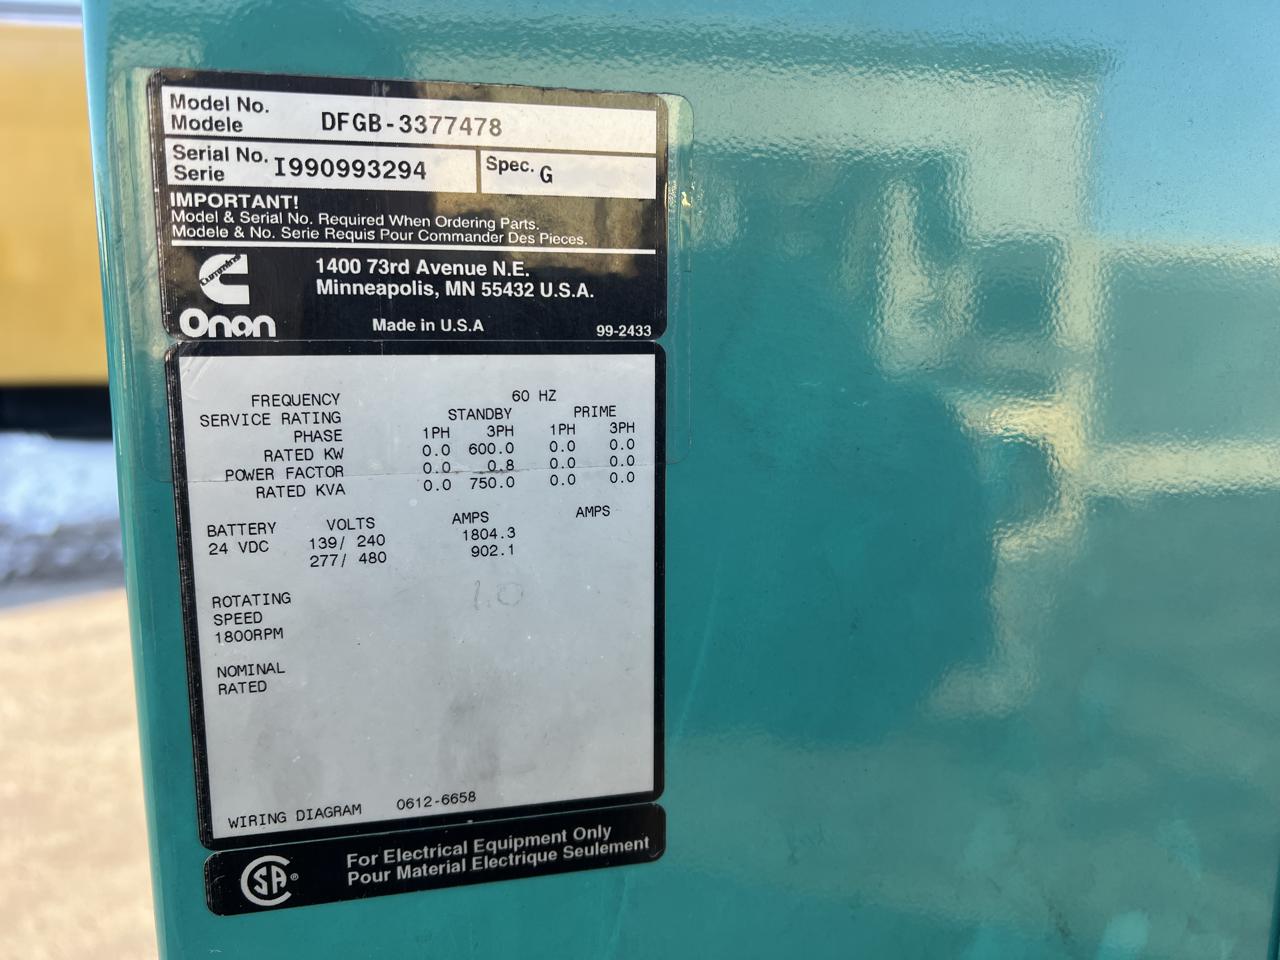 Model No.
Modele
DFGB-3377478
Serial No.
Serie
I990993294
Spec. G
IMPORTANT!
Model & Serial No. Required When Ordering Parts.
Modele & No. Serie Requis Pour Commander Des Pieces.
Cummins
Onan
1400 73rd Avenue N.E.
Minneapolis, MN 55432 U.S.A.
Made in U.S.A
99-2433
FREQUENCY 60 HZ
SERVICE RATING STANDBY PRIME
PHASE 1PH 3PH 1PH 3PH
RATED KW 0.0 600.0 0.0 0.0
POWER FACTOR 0.0 0.8 0.0 0.0
RATED KVA 0.0 750.0 0.0 0.0
BATTERY VOLTS AMPS AMPS
24 VDC 139/ 240 1804.3
277/ 480 902.1
1.0
ROTATING
SPEED
1800RPM
NOMINAL
RATED
WIRING DIAGRAM 0612-6658
CSA®
For Electrical Equipment Only
Pour Material Electrique Seulement